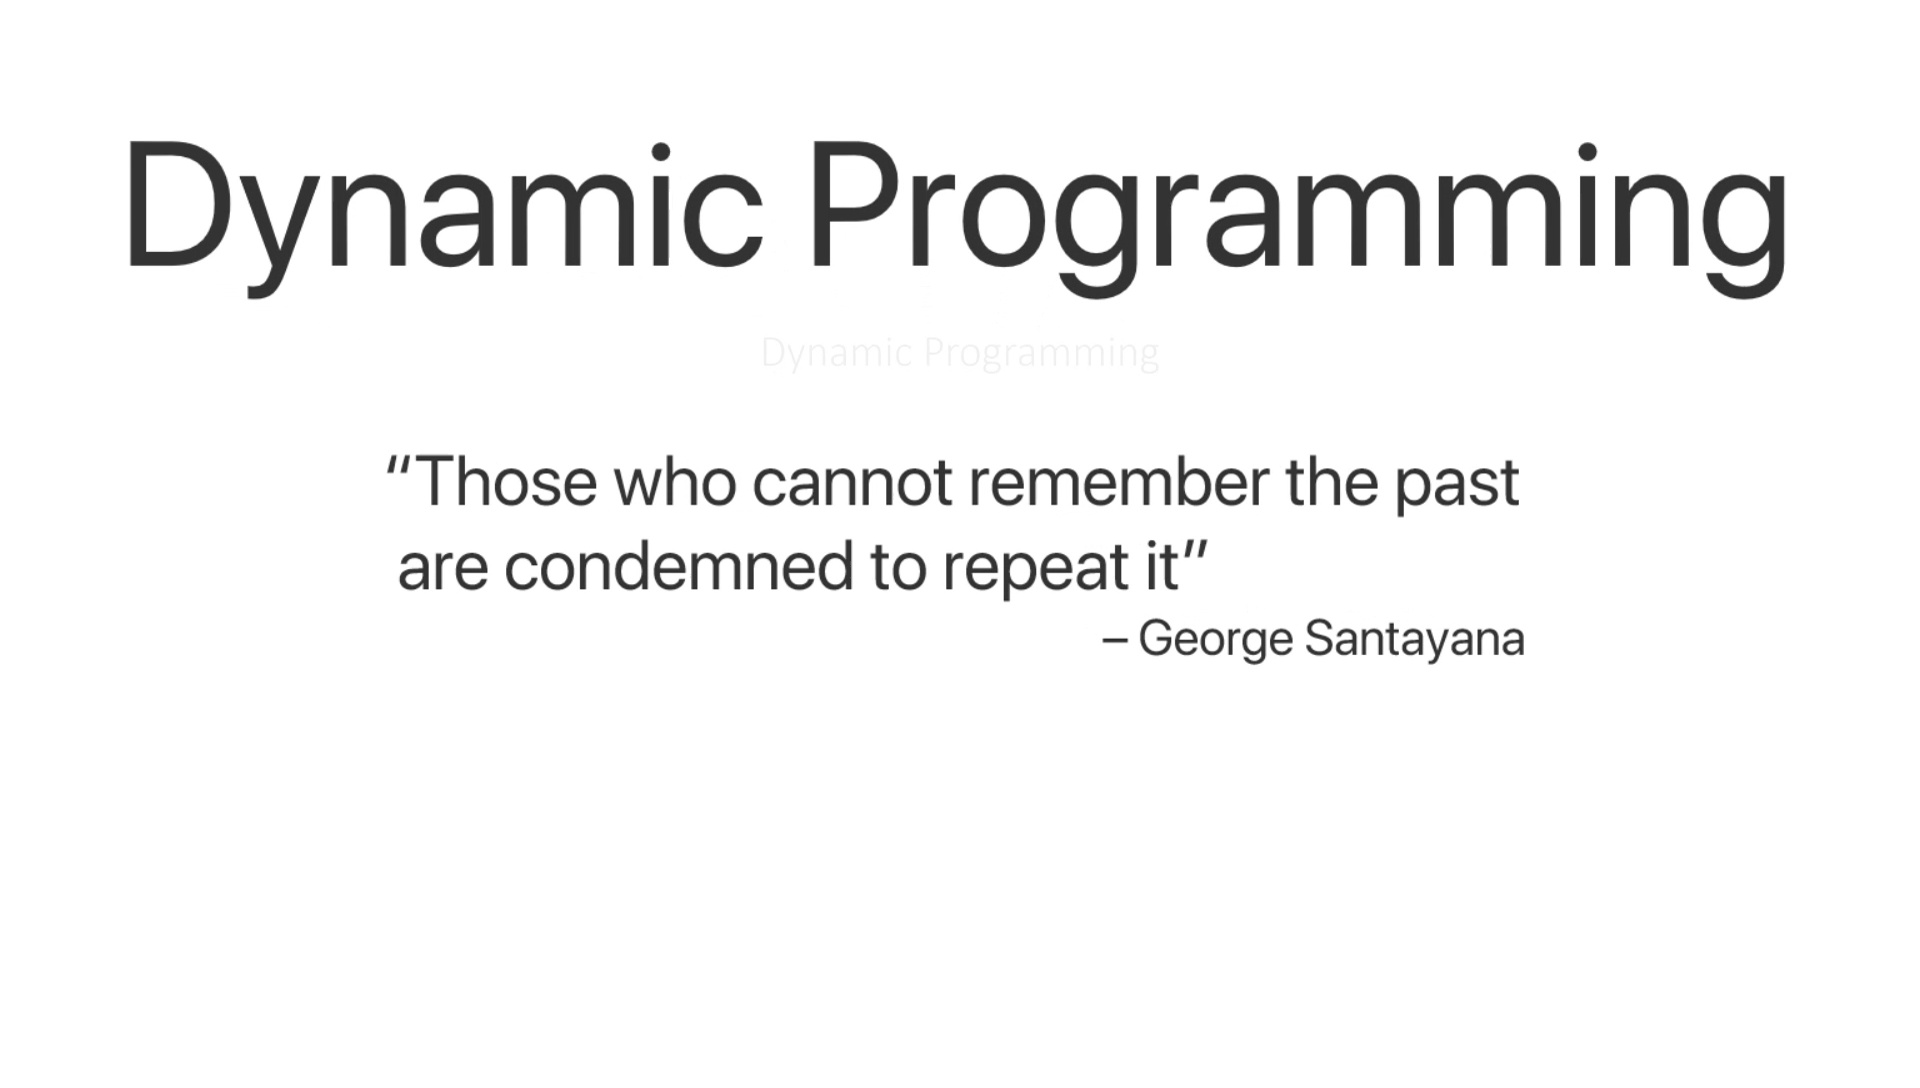 Dynamic Programming
Dynamic Programming
“Those who cannot remember the past
are condemned to repeat it”
– George Santayana